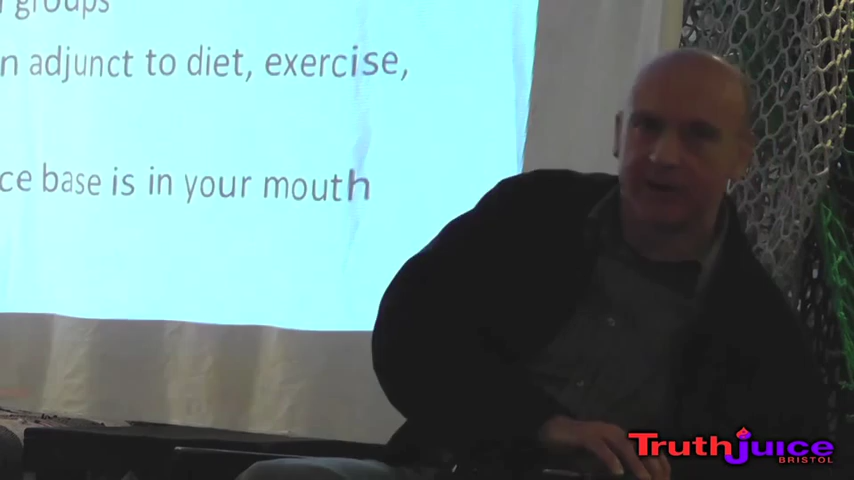 groups
n adjunct to diet, exercise,
ce base is in your mouth
Truthjuice
BRISTOL